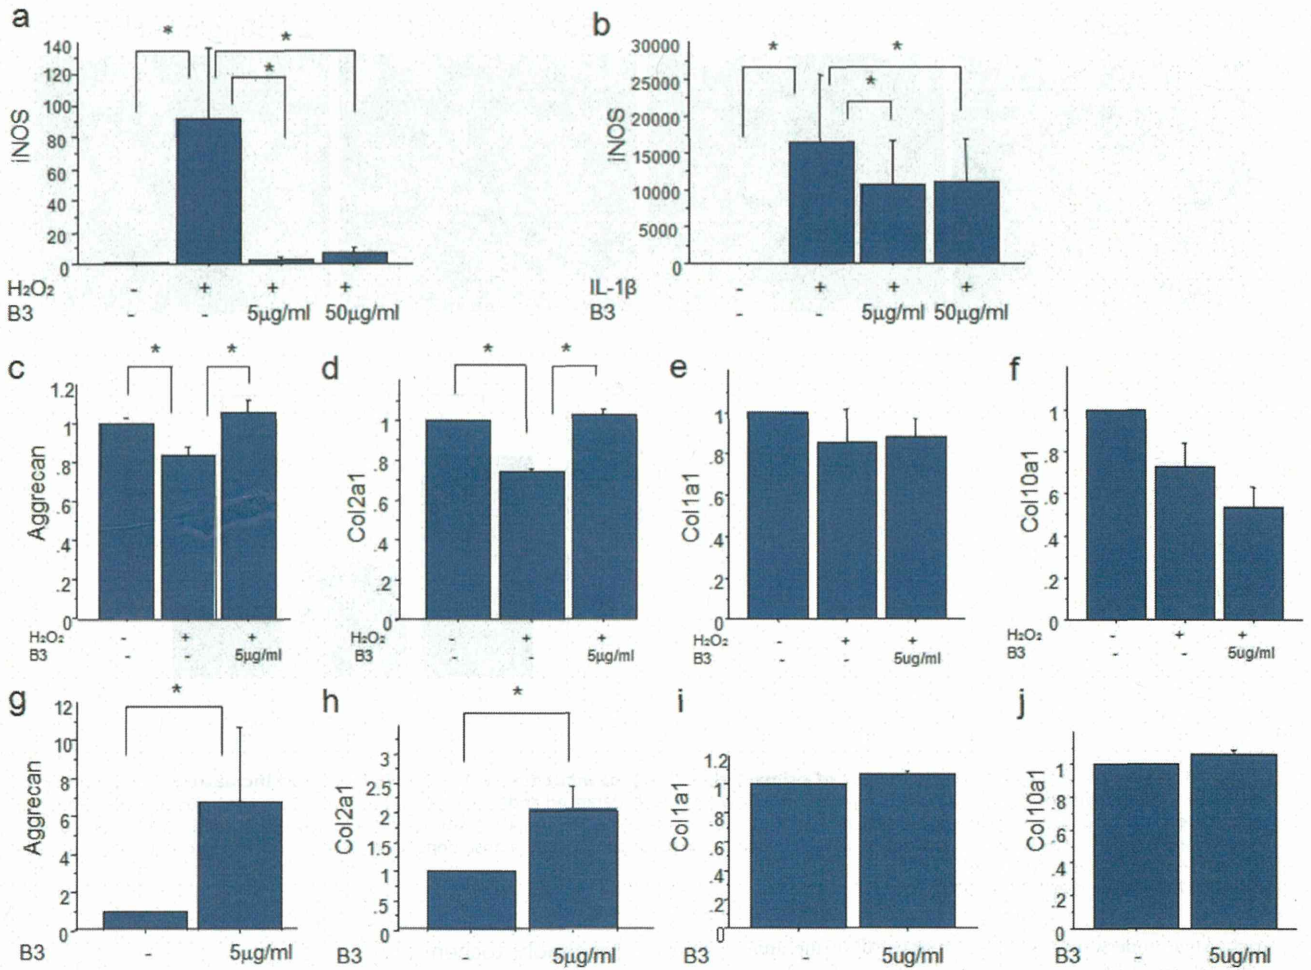 a
b
*
*
*
*
*
*
iNOS
140
120
100
80
60
40
20
0
iNOS
30000
25000
20000
15000
10000
5000
0
H₂O₂ - + + +
B3 - - 5μg/ml 50μg/ml
IL-1β - + + +
B3 - - 5μg/ml 50μg/ml
c
d
e
f
*
*
*
*
Aggrecan
1.2
1
.8
.6
.4
.2
0
Col2a1
1
.8
.6
.4
.2
0
Col1a1
1
.8
.6
.4
.2
0
Col10a1
1
.8
.6
.4
.2
0
H₂O₂ - + +
B3 - - 5μg/ml
H₂O₂ - + +
B3 - - 5μg/ml
H₂O₂ - + +
B3 - - 5ug/ml
H₂O₂ - + +
B3 - - 5ug/ml
g
h
i
j
*
*
Aggrecan
12
10
8
6
4
2
0
Col2a1
3
2.5
2
1.5
1
.5
0
Col1a1
1.2
1
.8
.6
.4
.2
0
Col10a1
1
.8
.6
.4
.2
0
B3 - 5μg/ml
B3 - 5μg/ml
B3 - 5ug/ml
B3 - 5ug/ml